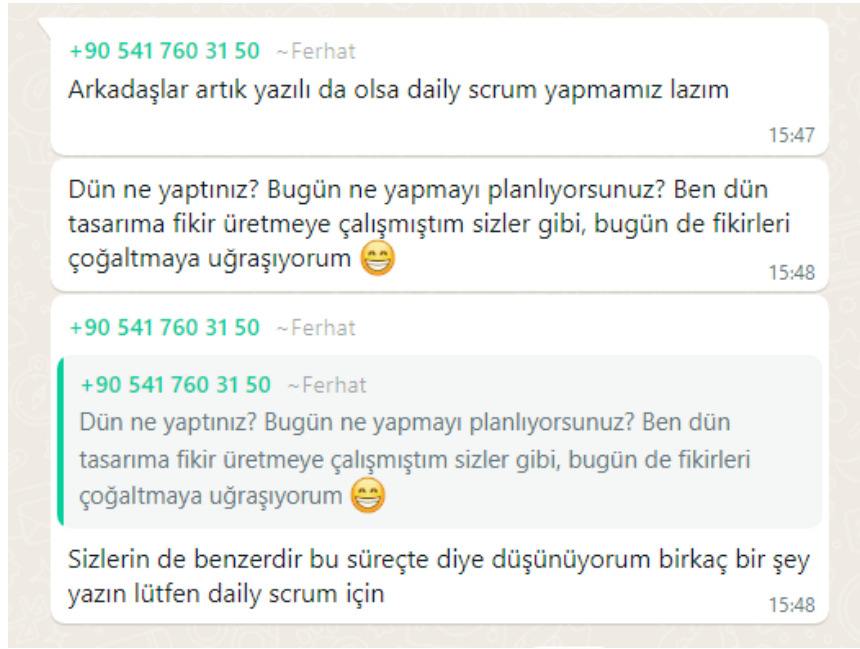 +90 541 760 31 50 ~Ferhat
Arkadaşlar artık yazılı da olsa daily scrum yapmamız lazım
15:47
Dün ne yaptınız? Bugün ne yapmayı planlıyorsunuz? Ben dün
tasarıma fikir üretmeye çalışmıştım sizler gibi, bugün de fikirleri
çoğaltmaya uğraşıyorum 😁
15:48
+90 541 760 31 50 ~Ferhat
+90 541 760 31 50 ~Ferhat
Dün ne yaptınız? Bugün ne yapmayı planlıyorsunuz? Ben dün
tasarıma fikir üretmeye çalışmıştım sizler gibi, bugün de fikirleri
çoğaltmaya uğraşıyorum 😁
Sizlerin de benzerdir bu süreçte diye düşünüyorum birkaç bir şey
yazın lütfen daily scrum için
15:48